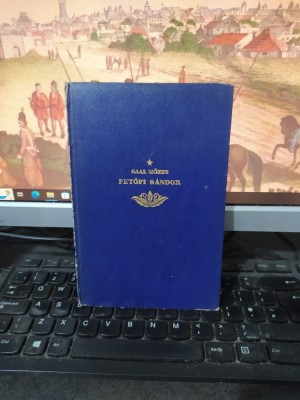 GAAL MÓZES
PETŐFI SÁNDOR